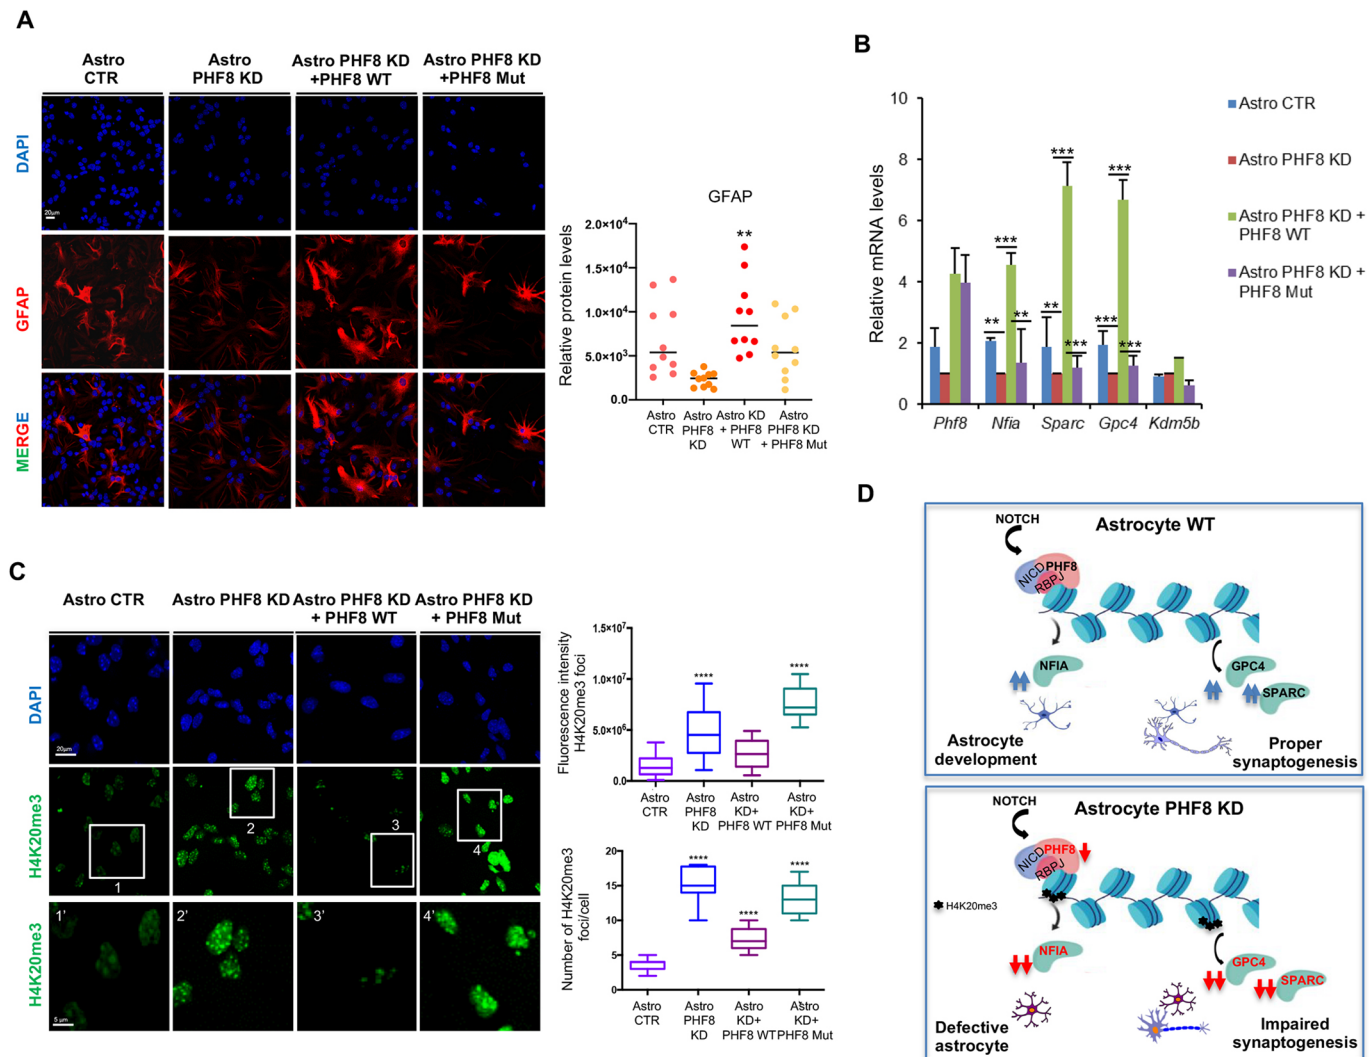 A
Astro
CTR
Astro
PHF8 KD
Astro PHF8 KD
+PHF8 WT
Astro PHF8 KD
+PHF8 Mut
DAPI
20µm
GFAP
MERGE
GFAP
Relative protein levels
2.0×10⁴
1.5×10⁴
1.0×10⁴
5.0×10³
0.0
**
Astro
CTR
Astro
PHF8
KD
Astro KD
+ PHF8
WT
Astro
PHF8 KD
+ PHF8 Mut
B
Relative mRNA levels
10
8
6
4
2
0
** *** **
** *** ***
*** *** ***
Phf8 Nfia Sparc Gpc4 Kdm5b
Astro CTR
Astro PHF8 KD
Astro PHF8 KD +
PHF8 WT
Astro PHF8 KD +
PHF8 Mut
C
Astro CTR
Astro PHF8 KD
Astro PHF8 KD
+ PHF8 WT
Astro PHF8 KD
+ PHF8 Mut
DAPI
20µm
H4K20me3
1
2
3
4
H4K20me3
1'
2'
3'
4'
5 µm
Fluorescence intensity
H4K20me3 foci
1.5×10⁷
1.0×10⁷
5.0×10⁶
0.0
****
****
Astro
CTR
Astro
PHF8
KD
Astro
KD+
PHF8 WT
Astro
KD+
PHF8 Mut
Number of H4K20me3
foci/cell
20
15
10
5
0
****
****
****
Astro
CTR
Astro
PHF8
KD
Astro
KD+
PHF8 WT
Astro
KD+
PHF8 Mut
D
NOTCH
Astrocyte WT
NICD
PHF8
RBPJ
NFIA
GPC4
SPARC
Astrocyte
development
Proper
synaptogenesis
NOTCH
Astrocyte PHF8 KD
NICD
PHF8
RBPJ
H4K20me3
NFIA
GPC4
SPARC
Defective
astrocyte
Impaired
synaptogenesis